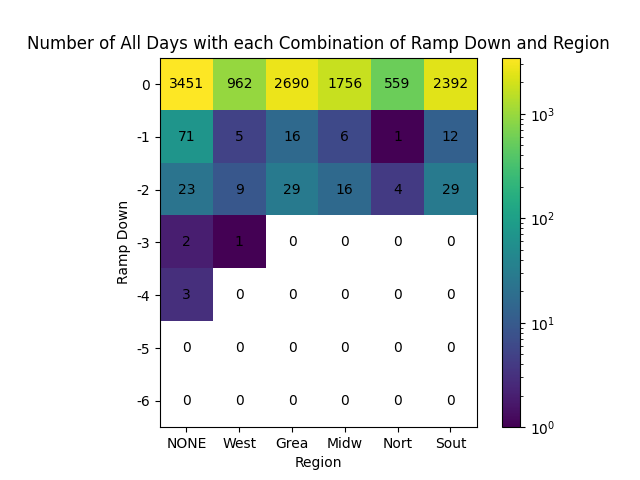 Number of All Days with each Combination of Ramp Down and Region
0 3451 962 2690 1756 559 2392
-1 71 5 16 6 1 12
-2 23 9 29 16 4 29
-3 2 1 0 0 0 0
-4 3 0 0 0 0 0
-5 0 0 0 0 0 0
-6 0 0 0 0 0 0
NONE West Grea Midw Nort Sout
Region
Ramp Down
10³
10²
10¹
10⁰